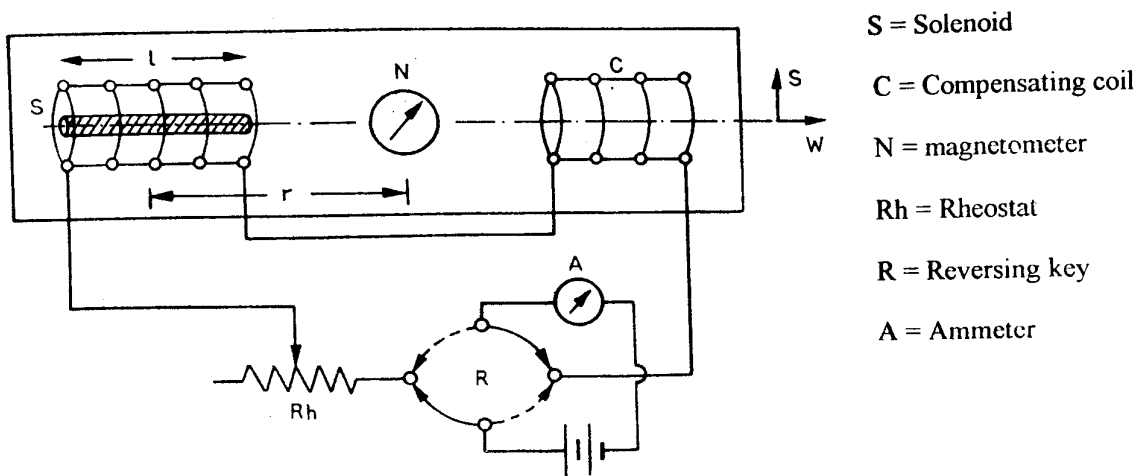 S = Solenoid
C = Compensating coil
N = magnetometer
Rh = Rheostat
R = Reversing key
A = Ammeter
l
S
N
C
S
W
r
A
R
Rh